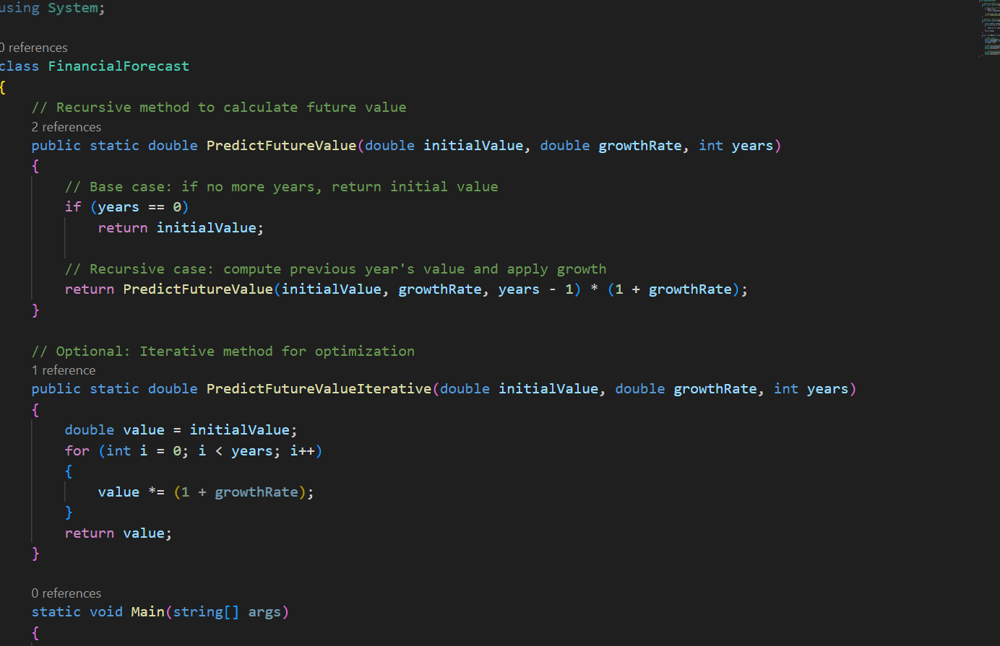 using System;
0 references
class FinancialForecast
{
// Recursive method to calculate future value
2 references
public static double PredictFutureValue(double initialValue, double growthRate, int years)
{
// Base case: if no more years, return initial value
if (years == 0)
return initialValue;
// Recursive case: compute previous year's value and apply growth
return PredictFutureValue(initialValue, growthRate, years - 1) * (1 + growthRate);
}
// Optional: Iterative method for optimization
1 reference
public static double PredictFutureValueIterative(double initialValue, double growthRate, int years)
{
double value = initialValue;
for (int i = 0; i < years; i++)
{
value *= (1 + growthRate);
}
return value;
}
0 references
static void Main(string[] args)
{